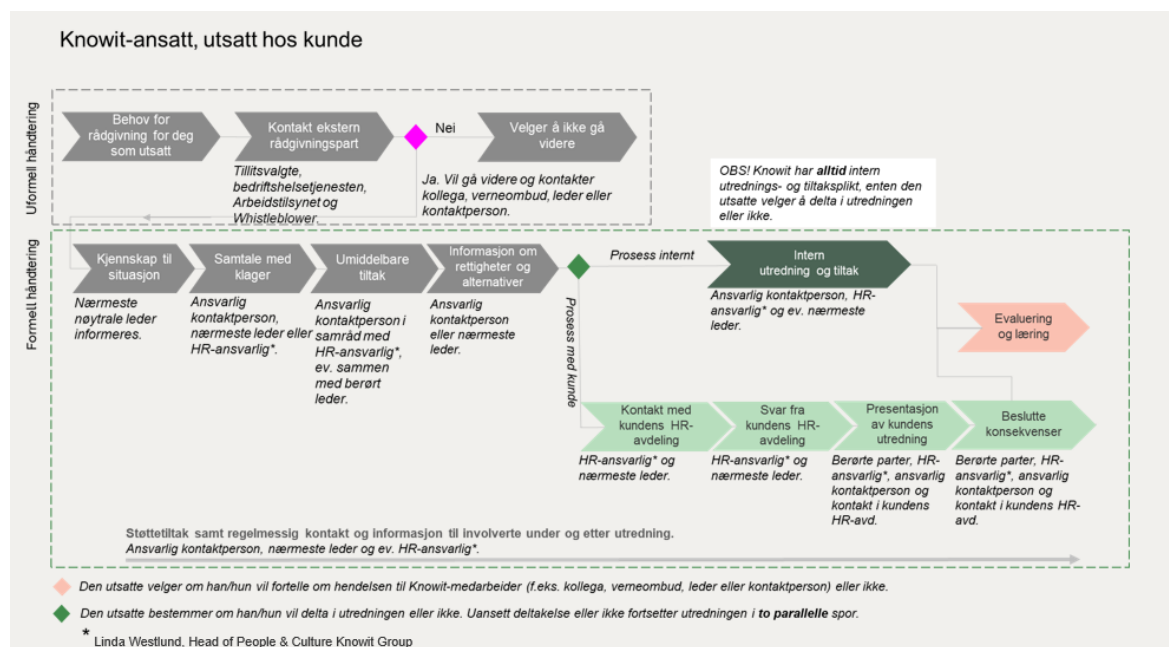 Knowit-ansatt, utsatt hos kunde
Uformell håndtering
Behov for
rådgivning for deg
som utsatt
Kontakt ekstern
rådgivningspart
Nei
Velger å ikke gå
videre
Tillitsvalgte,
bedriftshelsetjenesten,
Arbeidstilsynet og
Whistleblower.
Ja. Vil gå videre og kontakter
kollega, verneombud, leder eller
kontaktperson.
OBS! Knowit har alltid intern
utrednings- og tiltaksplikt, enten den
utsatte velger å delta i utredningen
eller ikke.
Formell håndtering
Kjennskap til
situasjon
Samtale med
klager
Umiddelbare
tiltak
Informasjon om
rettigheter og
alternativer
Prosess internt
Intern
utredning og tiltak
Nærmeste
nøytrale leder
informeres.
Ansvarlig
kontaktperson,
nærmeste leder eller
HR-ansvarlig*.
Ansvarlig
kontaktperson i
samråd med
HR-ansvarlig*,
ev. sammen
med berørt
leder.
Ansvarlig
kontaktperson
eller nærmeste
leder.
Prosess med kunde
Ansvarlig kontaktperson, HR-
ansvarlig* og ev. nærmeste
leder.
Evaluering
og læring
Kontakt med
kundens HR-
avdeling
Svar fra
kundens HR-
avdeling
Presentasjon
av kundens
utredning
Beslutte
konsekvenser
HR-ansvarlig* og
nærmeste leder.
HR-ansvarlig* og
nærmeste leder.
Berørte parter, HR-
ansvarlig*, ansvarlig
kontaktperson og
kontakt i kundens
HR-avd.
Berørte parter, HR-
ansvarlig*, ansvarlig
kontaktperson og
kontakt i kundens HR-
avd.
Støttetiltak samt regelmessig kontakt og informasjon til involverte under og etter utredning.
Ansvarlig kontaktperson, nærmeste leder og ev. HR-ansvarlig*.
Den utsatte velger om han/hun vil fortelle om hendelsen til Knowit-medarbeider (f.eks. kollega, verneombud, leder eller kontaktperson) eller ikke.
Den utsatte bestemmer om han/hun vil delta i utredningen eller ikke. Uansett deltakelse eller ikke fortsetter utredningen i to parallelle spor.
* Linda Westlund, Head of People & Culture Knowit Group